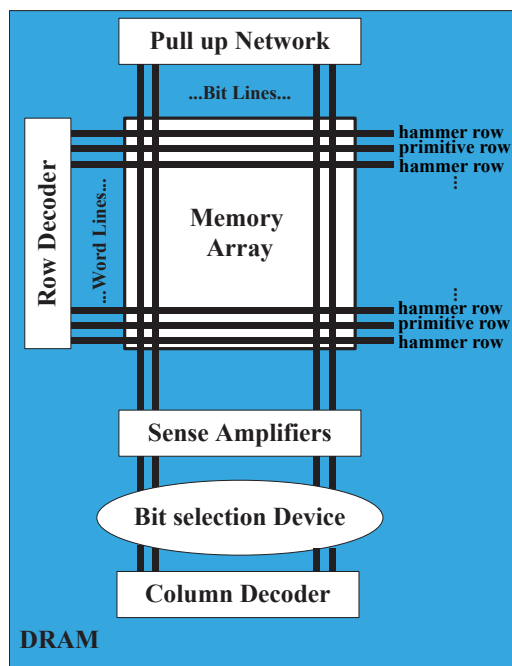 Pull up Network
...Bit Lines...
Row Decoder
...Word Lines...
hammer row
primitive row
hammer row
...
Memory
Array
...
hammer row
primitive row
hammer row
Sense Amplifiers
Bit selection Device
Column Decoder
DRAM